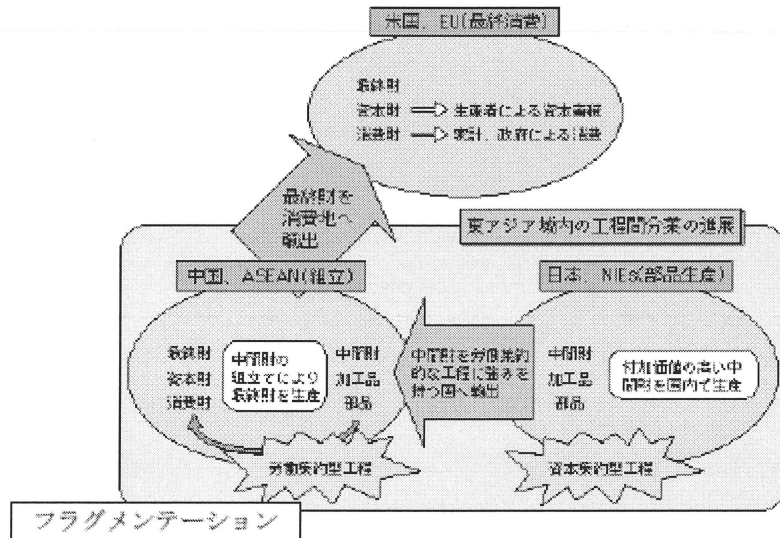 米国、EU(最終消費)
最終財
資本財 生産者による資本蓄積
消費財 家計、政府による消費
最終財を
消費地へ
輸出
東アジア域内の工程間分業の進展
中国、ASEAN(組立)
日本、NIEs(部品生産)
最終財
資本財
消費財
中間財の
組立てにより
最終財を生産
中間財
加工品
部品
中間財を労働集約
的な工程に強みを
持つ国へ輸出
中間財
加工品
部品
付加価値の高い中
間財を国内で生産
労働集約型工程
資本集約型工程
フラグメンテーション